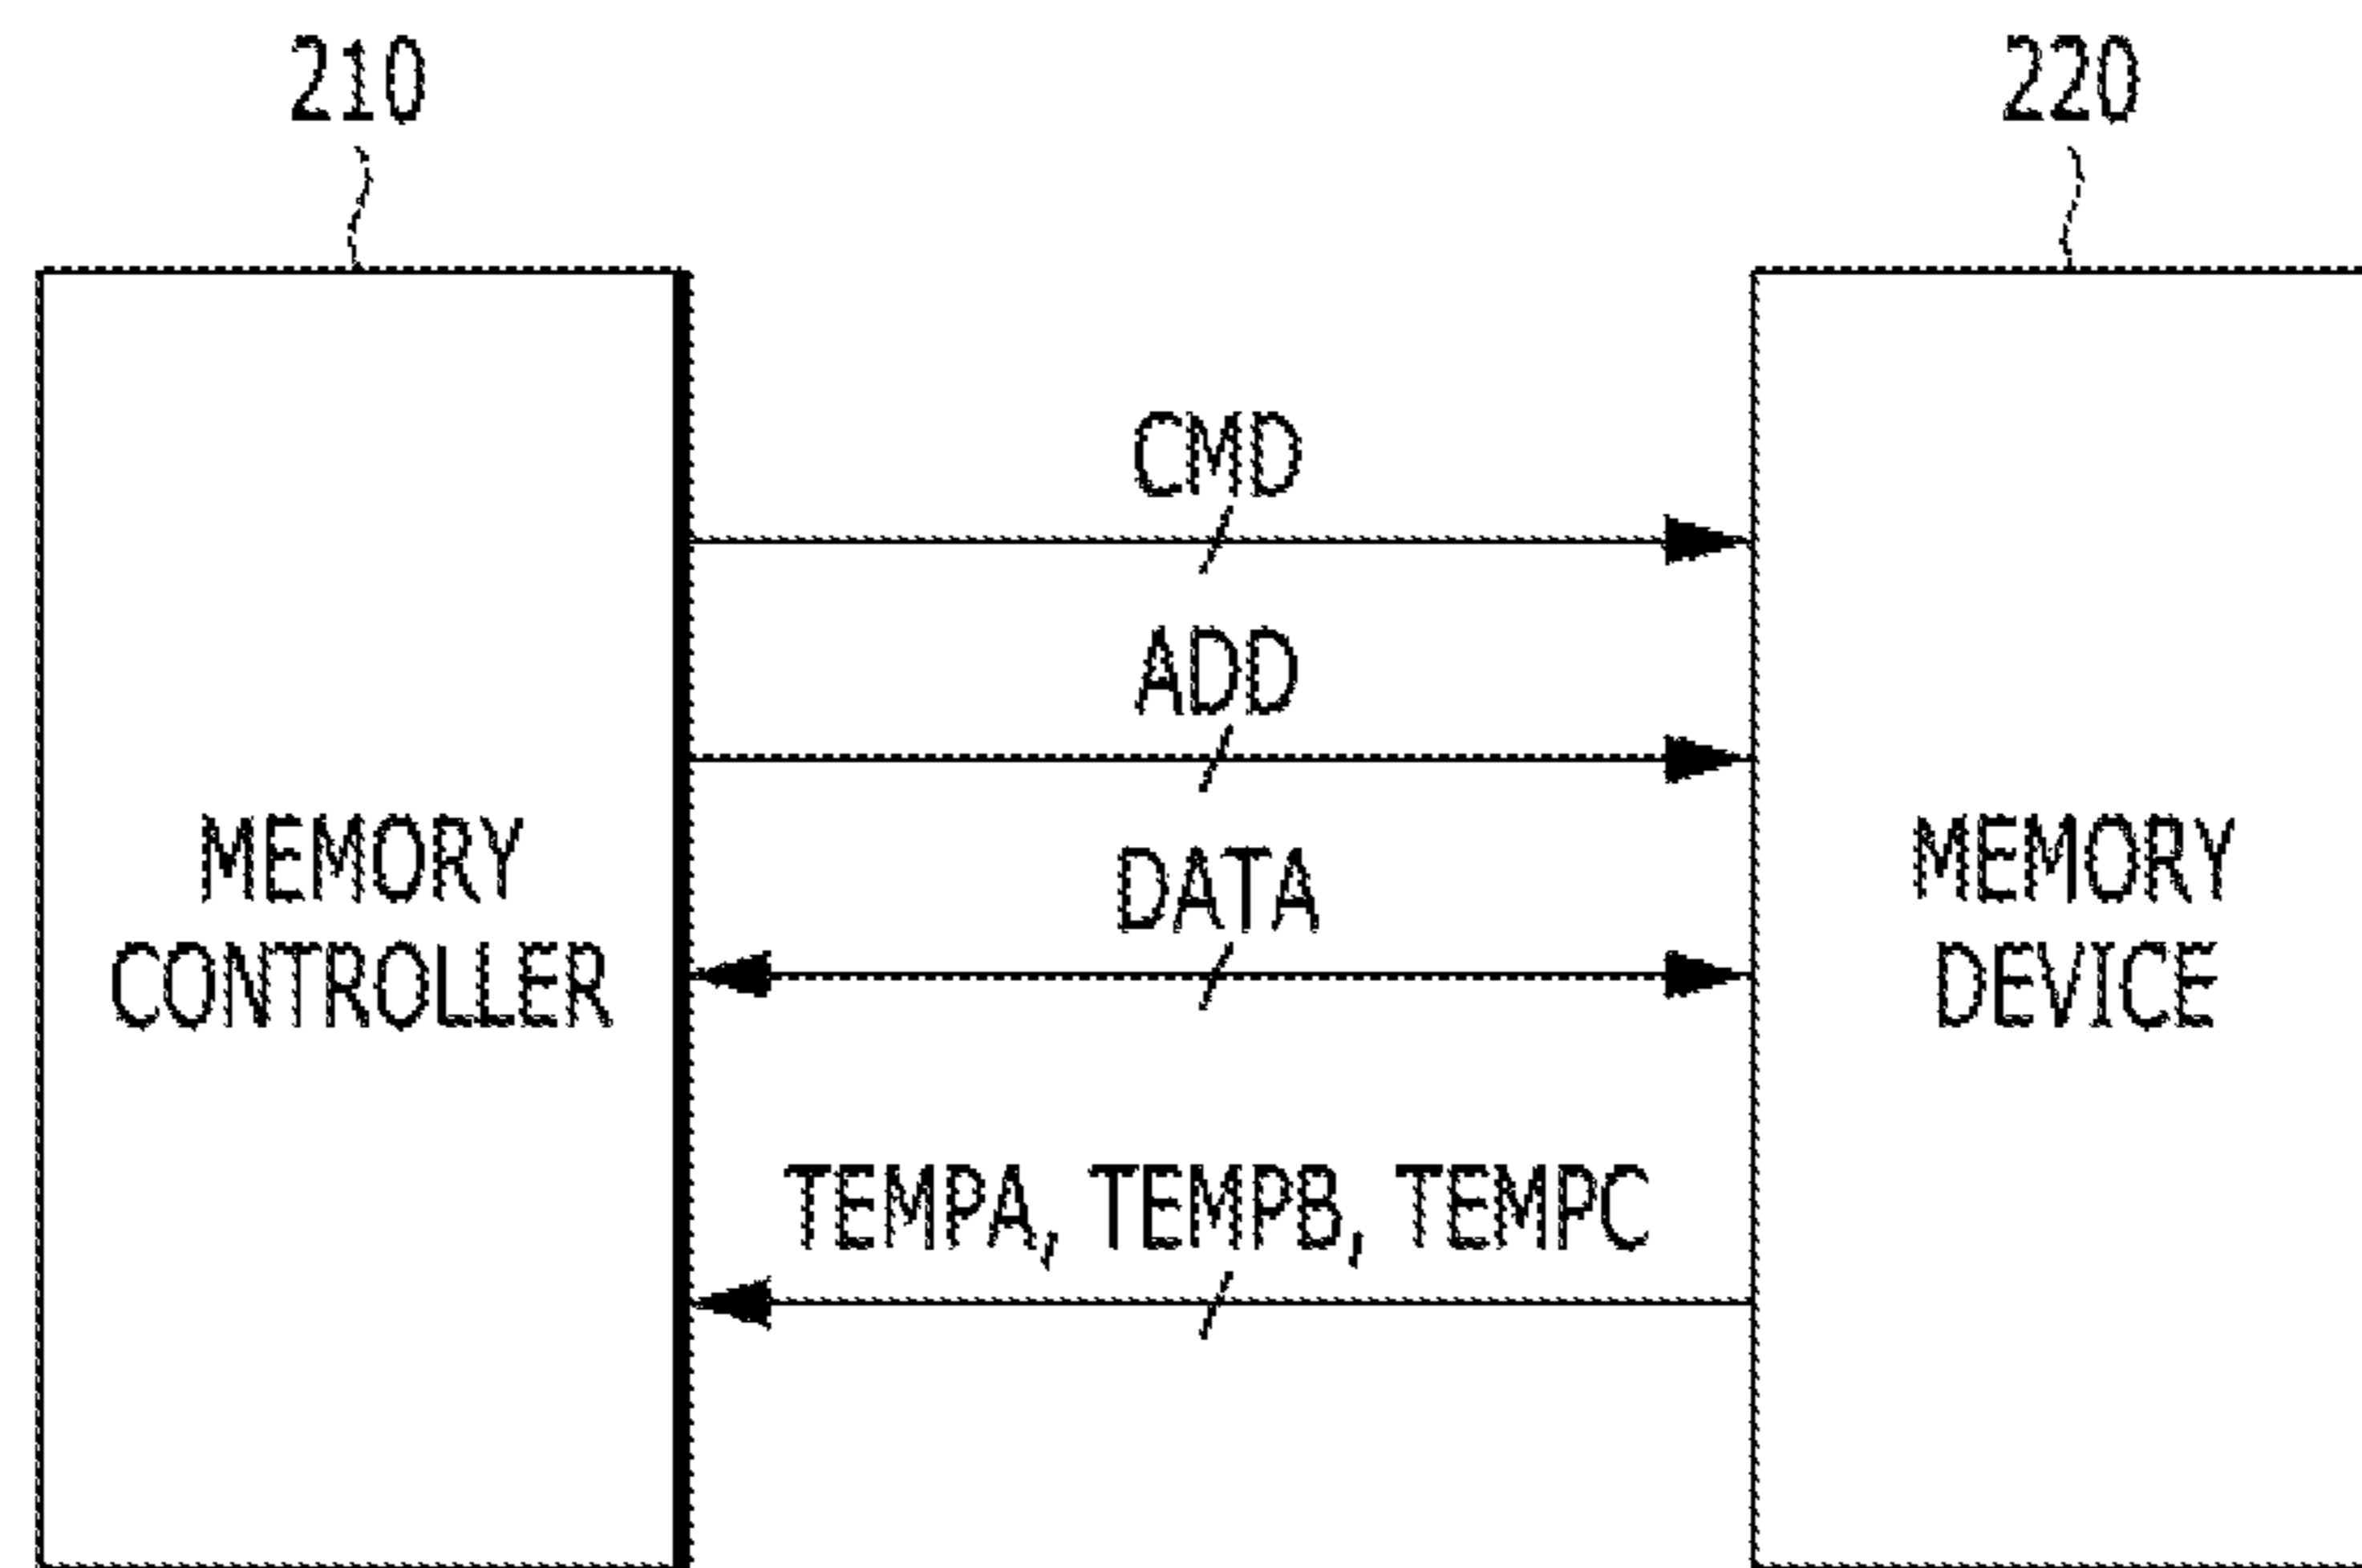 210
220
CMD
ADD
DATA
MEMORY
CONTROLLER
MEMORY
DEVICE
TEMPA, TEMPB, TEMPC